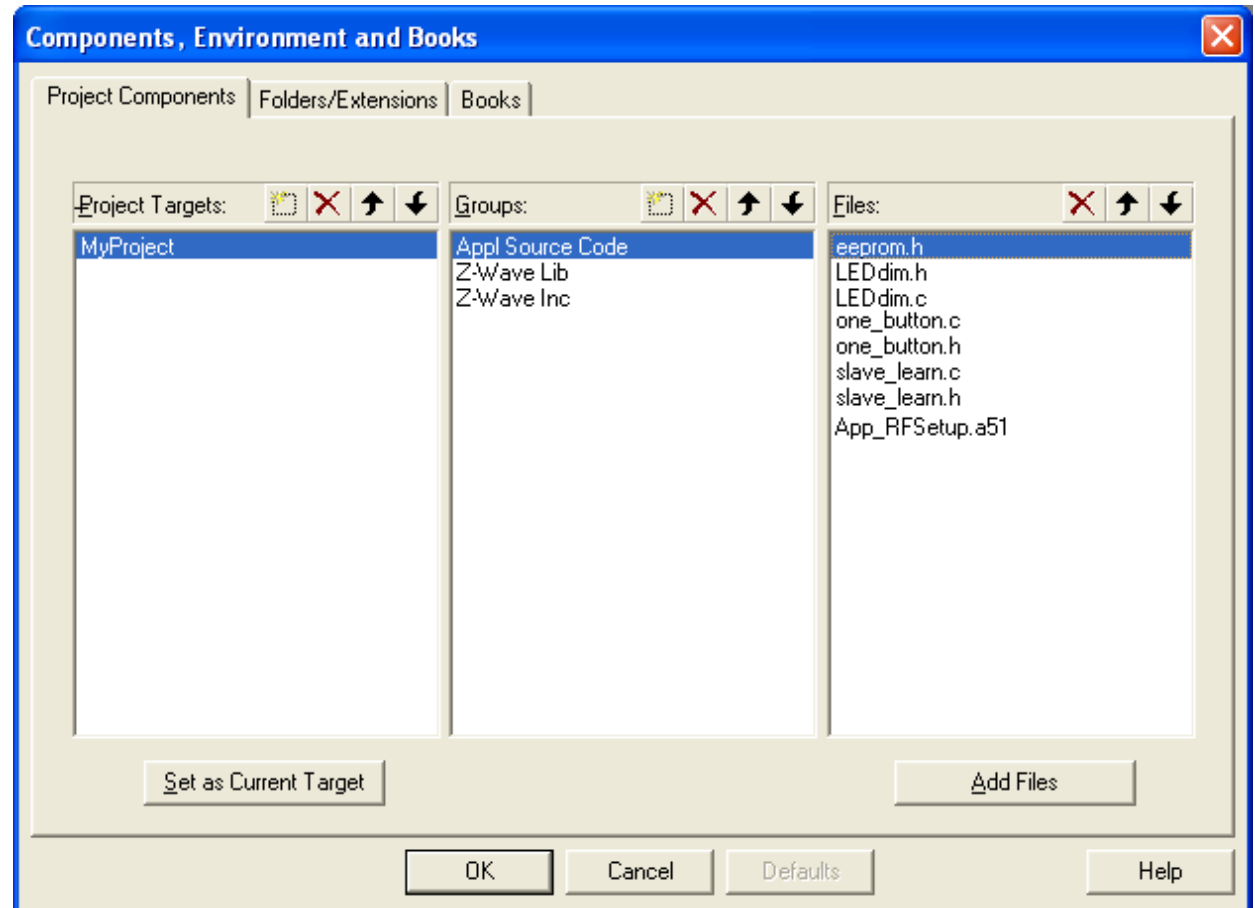 Components, Environment and Books
Project Components Folders/Extensions Books
Project Targets:
MyProject
Set as Current Target
Groups:
Appl Source Code
Z-Wave Lib
Z-Wave Inc
Files:
eeprom.h
LEDdim.h
LEDdim.c
one_button.c
one_button.h
slave_learn.c
slave_learn.h
App_RFSetup.a51
Add Files
OK Cancel Defaults Help